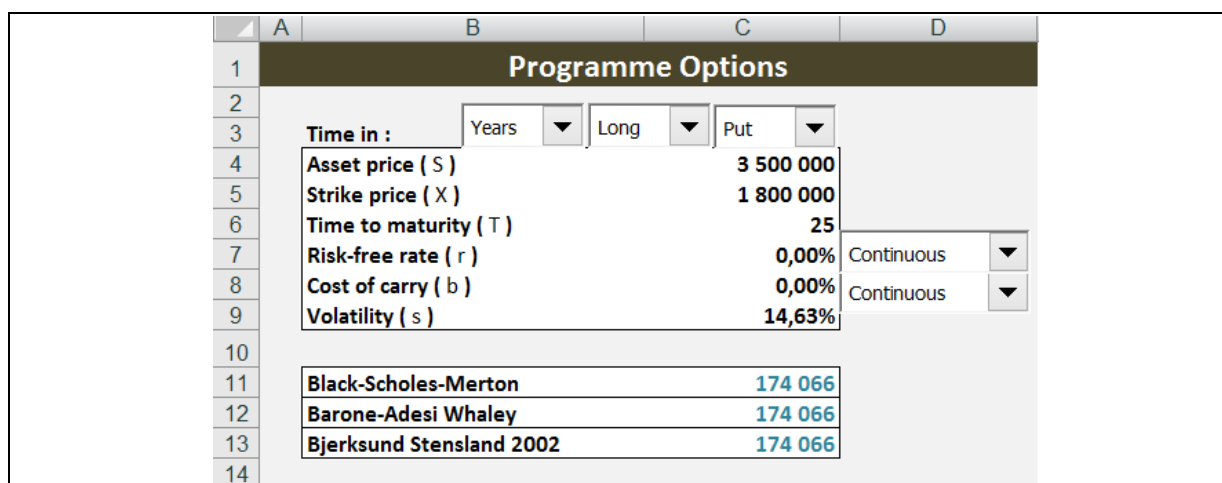 A B C D
1 Programme Options
2
3 Time in : Years Long Put
4 Asset price ( S ) 3 500 000
5 Strike price ( X ) 1 800 000
6 Time to maturity ( T ) 25
7 Risk-free rate ( r ) 0,00% Continuous
8 Cost of carry ( b ) 0,00% Continuous
9 Volatility ( s ) 14,63%
10
11 Black-Scholes-Merton 174 066
12 Barone-Adesi Whaley 174 066
13 Bjerksund Stensland 2002 174 066
14